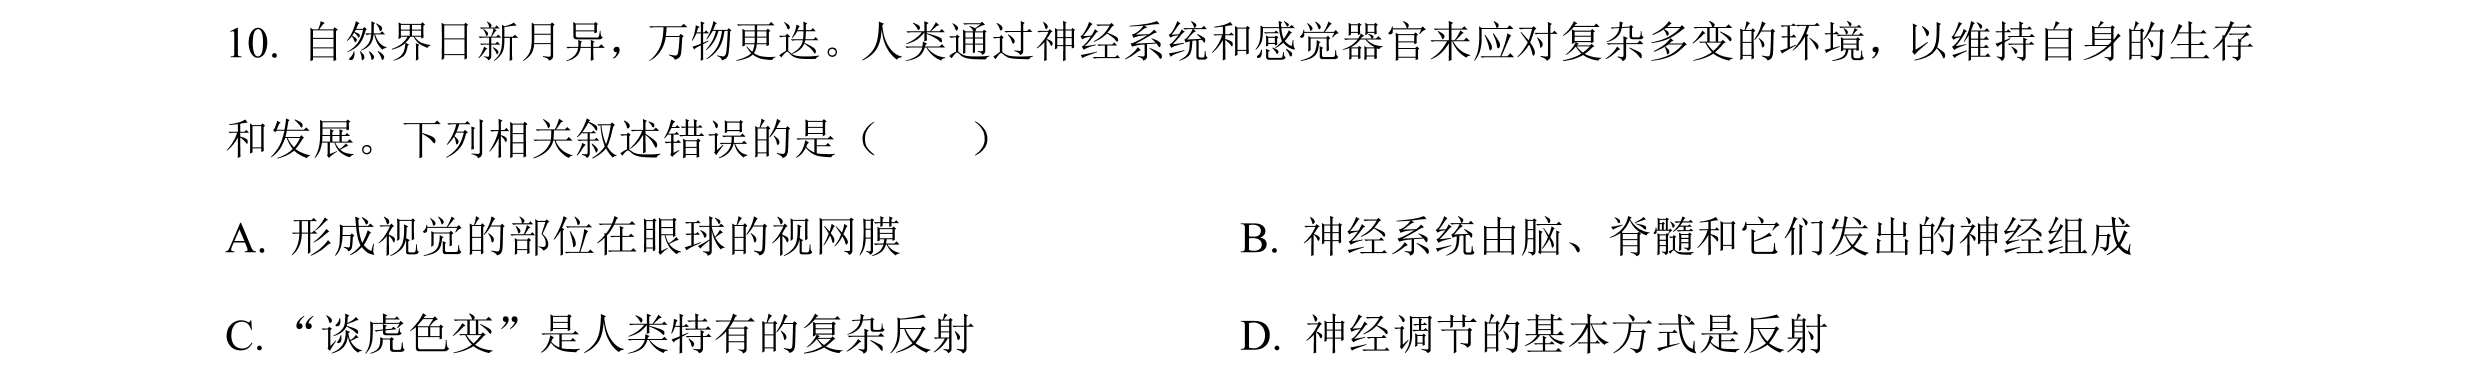 10. 自然界日新月异，万物更迭。人类通过神经系统和感觉器官来应对复杂多变的环境，以维持自身的生存
和发展。下列相关叙述错误的是（　　）
A. 形成视觉的部位在眼球的视网膜　　B. 神经系统由脑、脊髓和它们发出的神经组成
C. “谈虎色变”是人类特有的复杂反射　　D. 神经调节的基本方式是反射